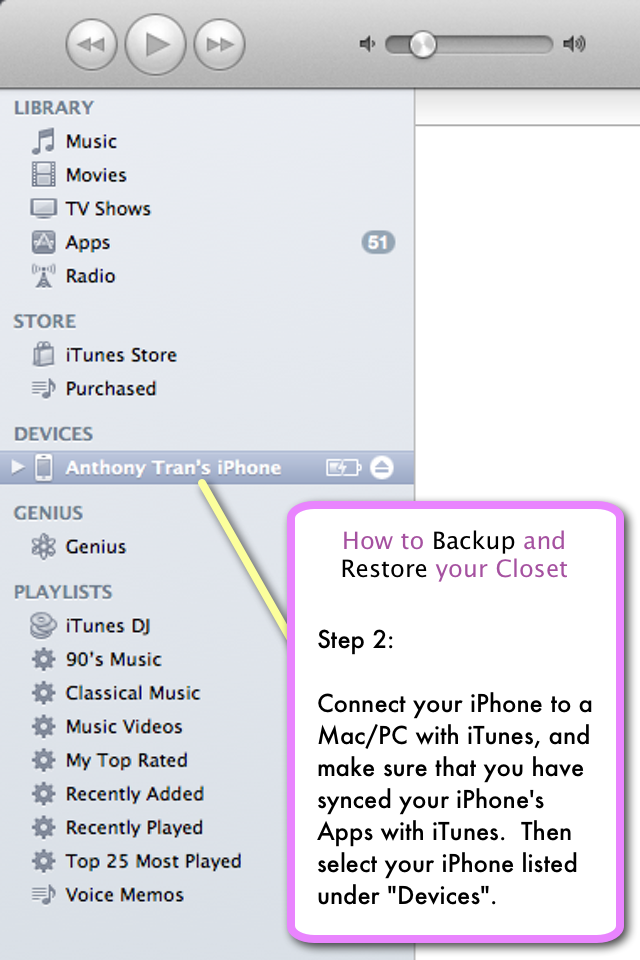 LIBRARY
Music
Movies
TV Shows
Apps 51
Radio
STORE
iTunes Store
Purchased
DEVICES
Anthony Tran's iPhone
GENIUS
Genius
PLAYLISTS
iTunes DJ
90's Music
Classical Music
Music Videos
My Top Rated
Recently Added
Recently Played
Top 25 Most Played
Voice Memos
How to Backup and
Restore your Closet
Step 2:
Connect your iPhone to a
Mac/PC with iTunes, and
make sure that you have
synced your iPhone's
Apps with iTunes.  Then
select your iPhone listed
under "Devices".